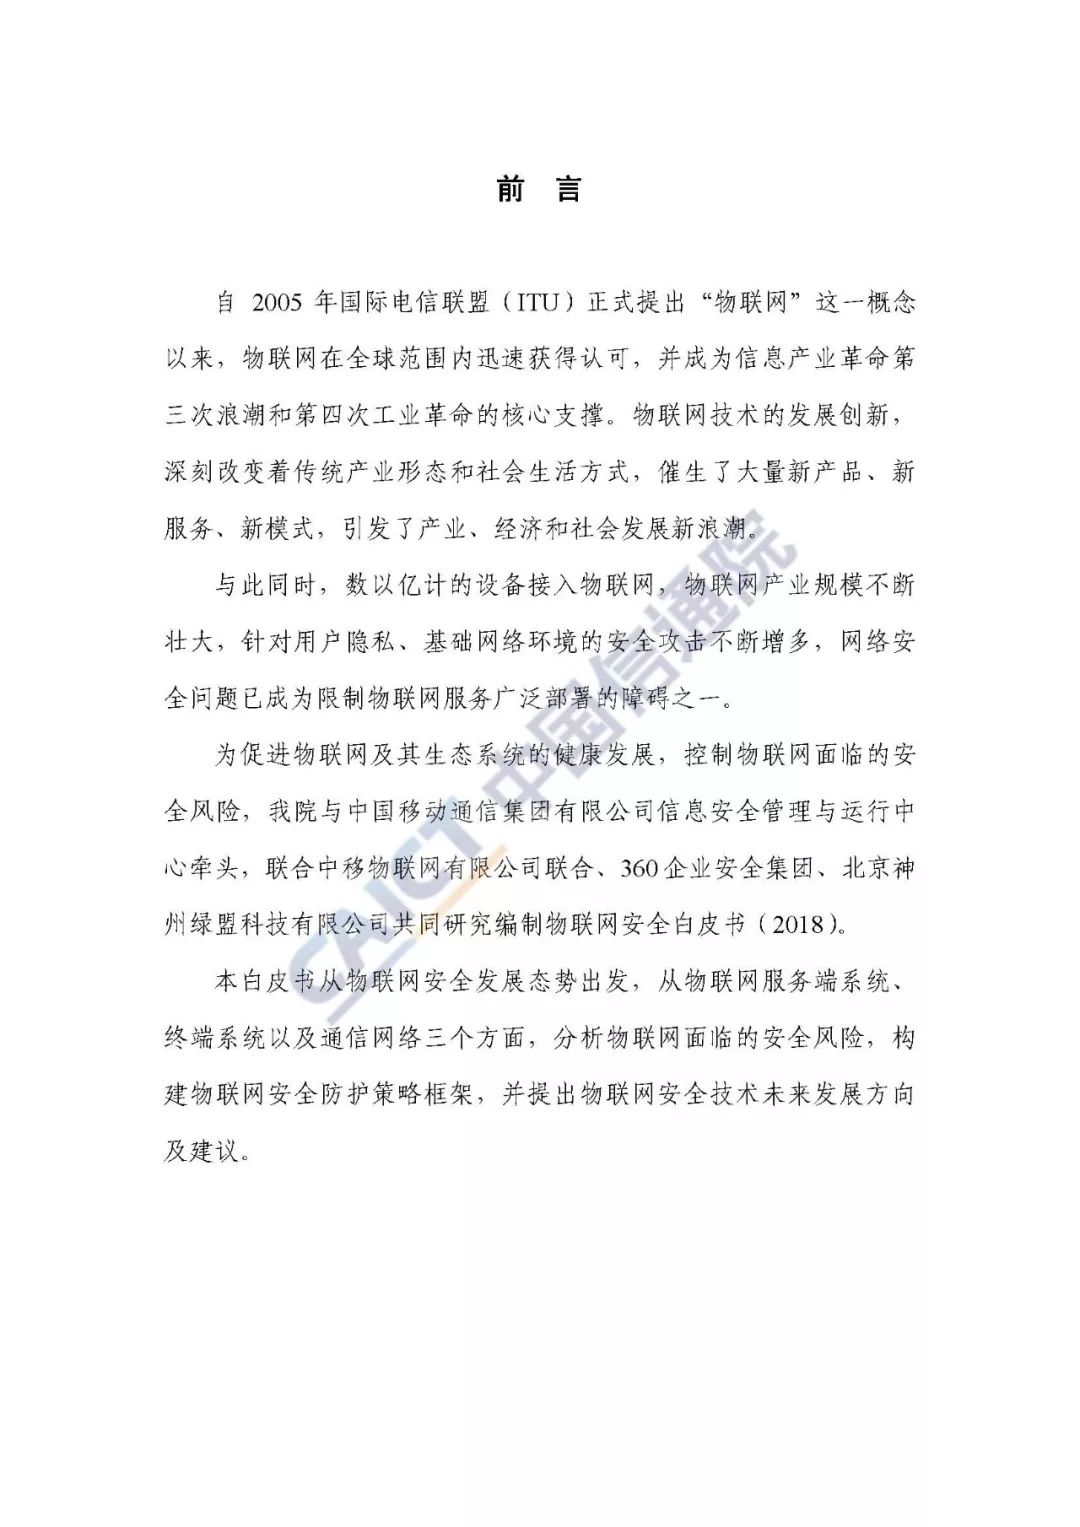 前 言
自 2005 年国际电信联盟（ITU）正式提出“物联网”这一概念
以来，物联网在全球范围内迅速获得认可，并成为信息产业革命第
三次浪潮和第四次工业革命的核心支撑。物联网技术的发展创新，
深刻改变着传统产业形态和社会生活方式，催生了大量新产品、新
服务、新模式，引发了产业、经济和社会发展新浪潮。
与此同时，数以亿计的设备接入物联网，物联网产业规模不断
壮大，针对用户隐私、基础网络环境的安全攻击不断增多，网络安
全问题已成为限制物联网服务广泛部署的障碍之一。
为促进物联网及其生态系统的健康发展，控制物联网面临的安
全风险，我院与中国移动通信集团有限公司信息安全管理与运行中
心牵头，联合中移物联网有限公司联合、360 企业安全集团、北京神
州绿盟科技有限公司共同研究编制物联网安全白皮书（2018）。
本白皮书从物联网安全发展态势出发，从物联网服务端系统、
终端系统以及通信网络三个方面，分析物联网面临的安全风险，构
建物联网安全防护策略框架，并提出物联网安全技术未来发展方向
及建议。
CAICT 中国信通院